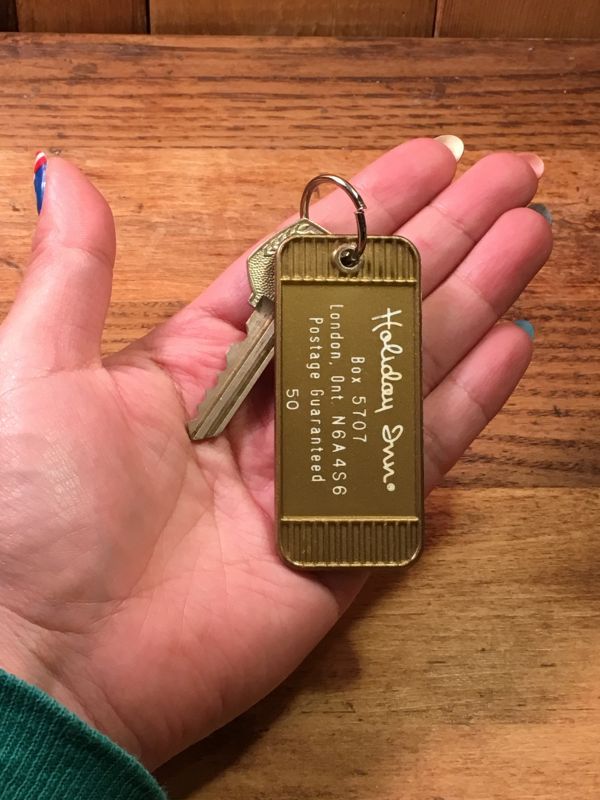 Holiday Inn®
Box 5707
London, Ont. N6A4S6
Postage Guaranteed
50